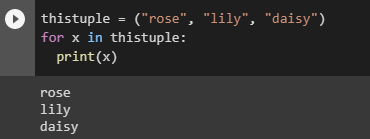 thistuple = ("rose", "lily", "daisy")
for x in thistuple:
  print(x)
rose
lily
daisy